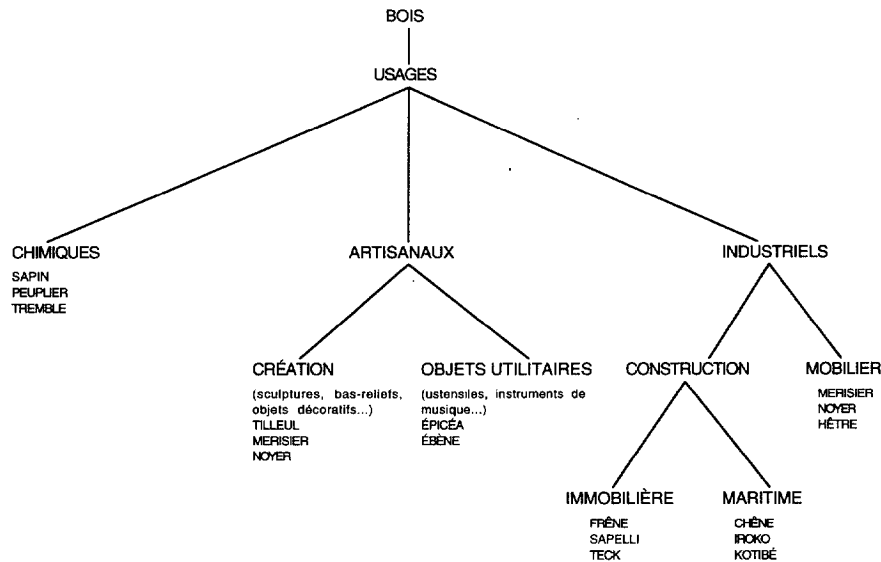 BOIS
USAGES
CHIMIQUES
SAPIN
PEUPLIER
TREMBLE
ARTISANAUX
INDUSTRIELS
CRÉATION
(sculptures, bas-reliefs,
objets décoratifs...)
TILLEUL
MERISIER
NOYER
OBJETS UTILITAIRES
(ustensiles, instruments de
musique...)
ÉPICÉA
ÉBÈNE
CONSTRUCTION
MOBILIER
MERISIER
NOYER
HÊTRE
IMMOBILIÈRE
FRÊNE
SAPELLI
TECK
MARITIME
CHÊNE
IROKO
KOTIBÉ